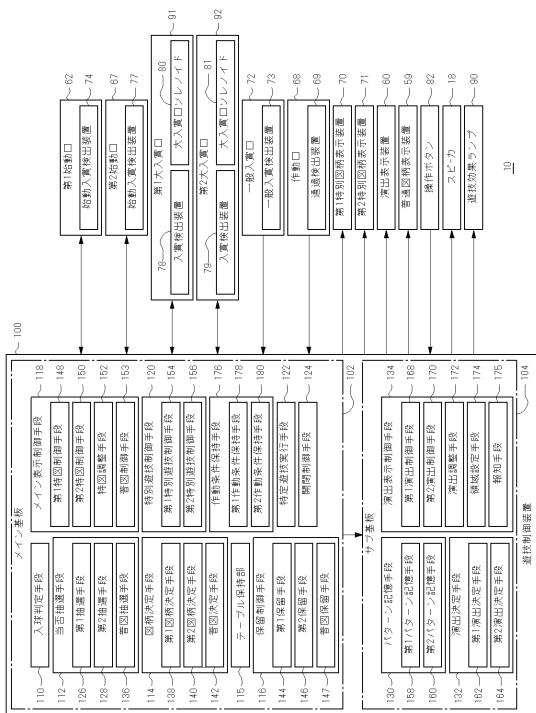 100
遊技制御装置
メイン基板
102
110 入球判定手段
112 当否抽選手段
126 第1抽選手段
128 第2抽選手段
136 普図抽選手段
114 図柄決定手段
138 第1図柄決定手段
140 第2図柄決定手段
142 普図決定手段
115 テーブル保持部
116 保留制御手段
144 第1保留手段
146 第2保留手段
147 普図保留手段
メイン表示制御手段 118
第1特図制御手段 148
第2特図制御手段 150
特図調整手段 152
普図制御手段 153
特別遊技制御手段 120
第1特別遊技制御手段 154
第2特別遊技制御手段 156
作動条件保持手段 176
第1作動条件保持手段 178
第2作動条件保持手段 180
特定遊技実行手段 122
開閉制御手段 124
サブ基板
104
130 パターン記憶手段
158 第1パターン記憶手段
160 第2パターン記憶手段
132 演出決定手段
162 第1演出決定手段
164 第2演出決定手段
演出表示制御手段 134
第1演出制御手段 168
第2演出制御手段 170
演出調整手段 172
領域設定手段 174
報知手段 175
第1始動口 62
始動入賞検出装置 74
第2始動口 67
始動入賞検出装置 77
第1大入賞口 91
78 入賞検出装置
大入賞口ソレノイド 80
第2大入賞口 92
79 入賞検出装置
大入賞口ソレノイド 81
一般入賞口 72
一般入賞検出装置 73
作動口 68
通過検出装置 69
第1特別図柄表示装置 70
第2特別図柄表示装置 71
演出表示装置 60
普通図柄表示装置 59
操作ボタン 82
スピーカ 18
遊技効果ランプ 90
10